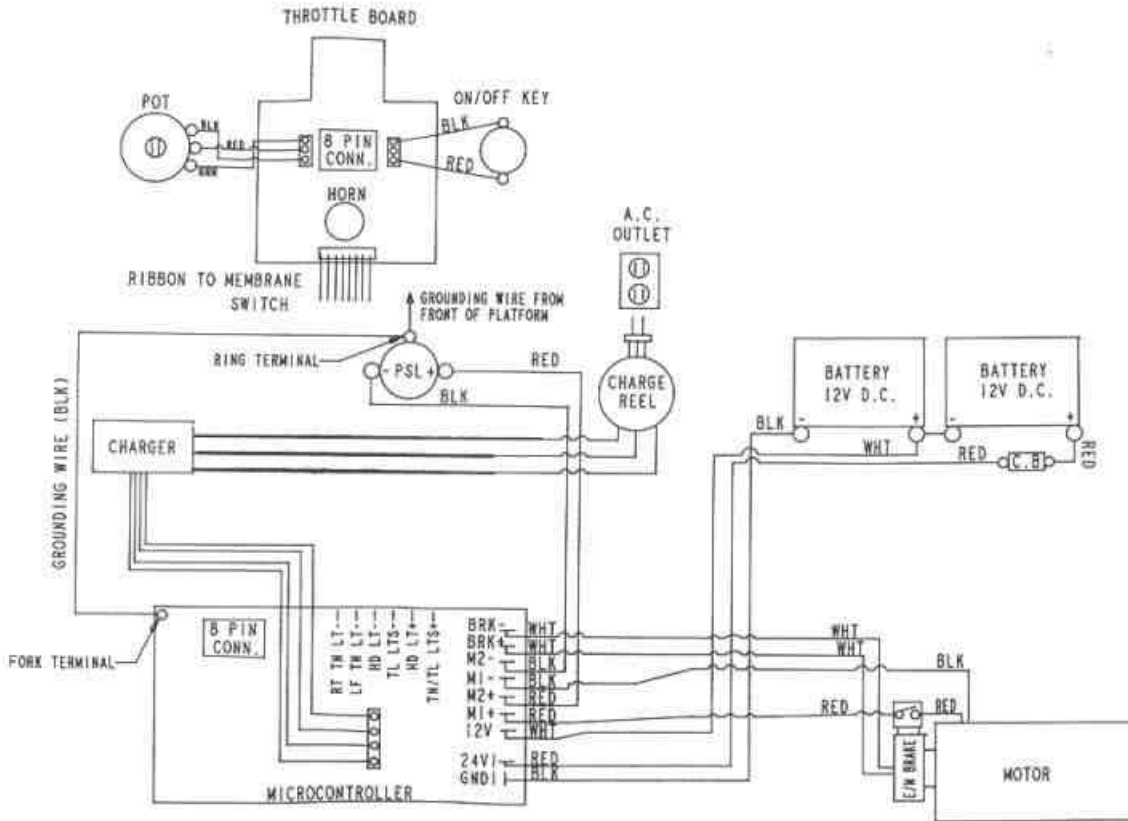 THROTTLE BOARD
POT
ON/OFF KEY
BLK
RED
BRN
8 PIN
CONN.
BLK
RED
HORN
A.C.
OUTLET
RIBBON TO MEMBRANE
SWITCH
GROUNDING WIRE FROM
FRONT OF PLATFORM
RING TERMINAL
- PSL +
RED
BLK
CHARGE
REEL
BATTERY
12V D.C.
- +
BATTERY
12V D.C.
- +
BLK
WHT
RED
C.B
RED
GROUNDING WIRE (BLK)
CHARGER
FORK TERMINAL
8 PIN
CONN.
RT TN LT-
LF TN LT-
HD LT-
TL LTS-
HD LT+
TN/TL LTS+
BRK- WHT
BRK+ WHT
M2- BLK
M1- BLK
M2+ RED
M1+ RED
12V WHT
24V RED
GND BLK
WHT
WHT
BLK
RED
RED
E/M BRAKE
MOTOR
MICROCONTROLLER